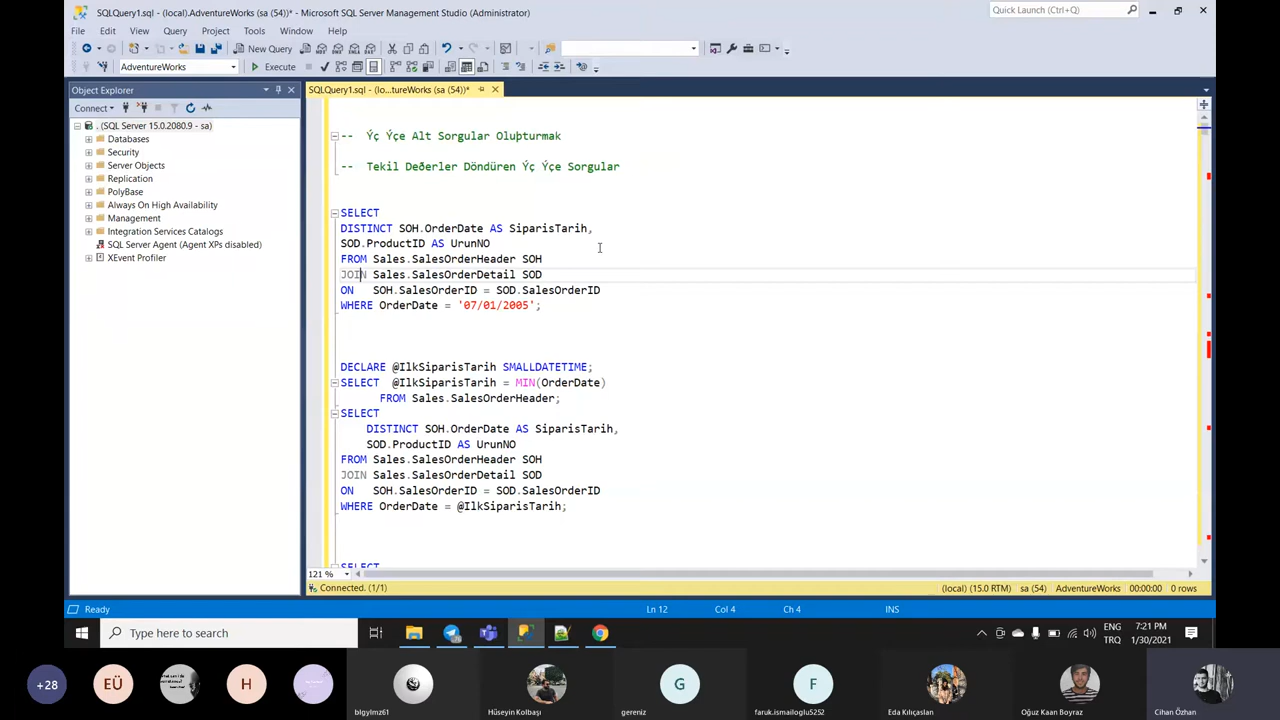 SQLQuery1.sql - (local).AdventureWorks (sa (54))* - Microsoft SQL Server Management Studio (Administrator)
Quick Launch (Ctrl+Q)
File Edit View Query Project Tools Window Help
New Query
AdventureWorks Execute
Object Explorer
SQLQuery1.sql - (lo...tureWorks (sa (54))*
Connect
. (SQL Server 15.0.2080.9 - sa)
Databases
Security
Server Objects
Replication
PolyBase
Always On High Availability
Management
Integration Services Catalogs
SQL Server Agent (Agent XPs disabled)
XEvent Profiler
-- Ýç Ýçe Alt Sorgular Oluþturmak
-- Tekil Deðerler Döndüren Ýç Ýçe Sorgular
SELECT
DISTINCT SOH.OrderDate AS SiparisTarih,
SOD.ProductID AS UrunNO
FROM Sales.SalesOrderHeader SOH
JOIN Sales.SalesOrderDetail SOD
ON SOH.SalesOrderID = SOD.SalesOrderID
WHERE OrderDate = '07/01/2005';
DECLARE @IlkSiparisTarih SMALLDATETIME;
SELECT @IlkSiparisTarih = MIN(OrderDate)
FROM Sales.SalesOrderHeader;
SELECT
DISTINCT SOH.OrderDate AS SiparisTarih,
SOD.ProductID AS UrunNO
FROM Sales.SalesOrderHeader SOH
JOIN Sales.SalesOrderDetail SOD
ON SOH.SalesOrderID = SOD.SalesOrderID
WHERE OrderDate = @IlkSiparisTarih;
SELECT
121 %
Connected. (1/1)
(local) (15.0 RTM) sa (54) AdventureWorks 00:00:00 0 rows
Ready
Ln 12 Col 4 Ch 4 INS
Type here to search
ENG
TRQ
7:21 PM
1/30/2021
+28
EÜ
H
G
F
blgylmz61
Hüseyin Kolbaşı
gereniz
faruk.ismailoglu5252
Eda Kılıçaslan
Oğuz Kaan Boyraz
Cihan Özhan